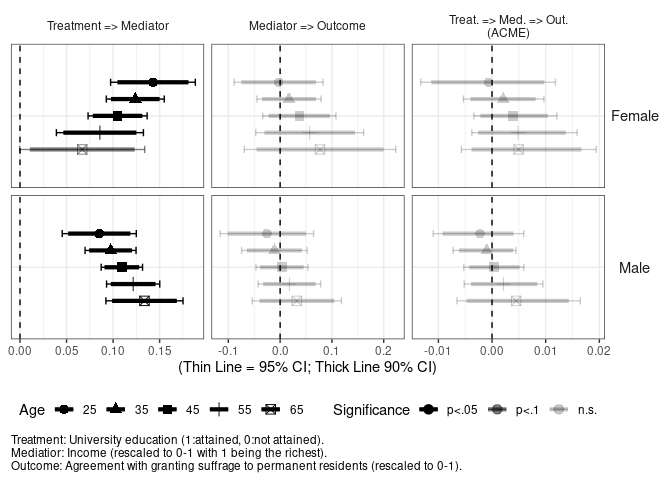 Treatment => Mediator
Mediator => Outcome
Treat. => Med. => Out.
(ACME)
Female
Male
0.00 0.05 0.10 0.15
-0.1 0.0 0.1 0.2
-0.01 0.00 0.01 0.02
(Thin Line = 95% CI; Thick Line 90% CI)
Age 25 35 45 55 65 Significance p<.05 p<.1 n.s.
Treatment: University education (1:attained, 0:not attained).
Mediatior: Income (rescaled to 0-1 with 1 being the richest).
Outcome: Agreement with granting suffrage to permanent residents (rescaled to 0-1).